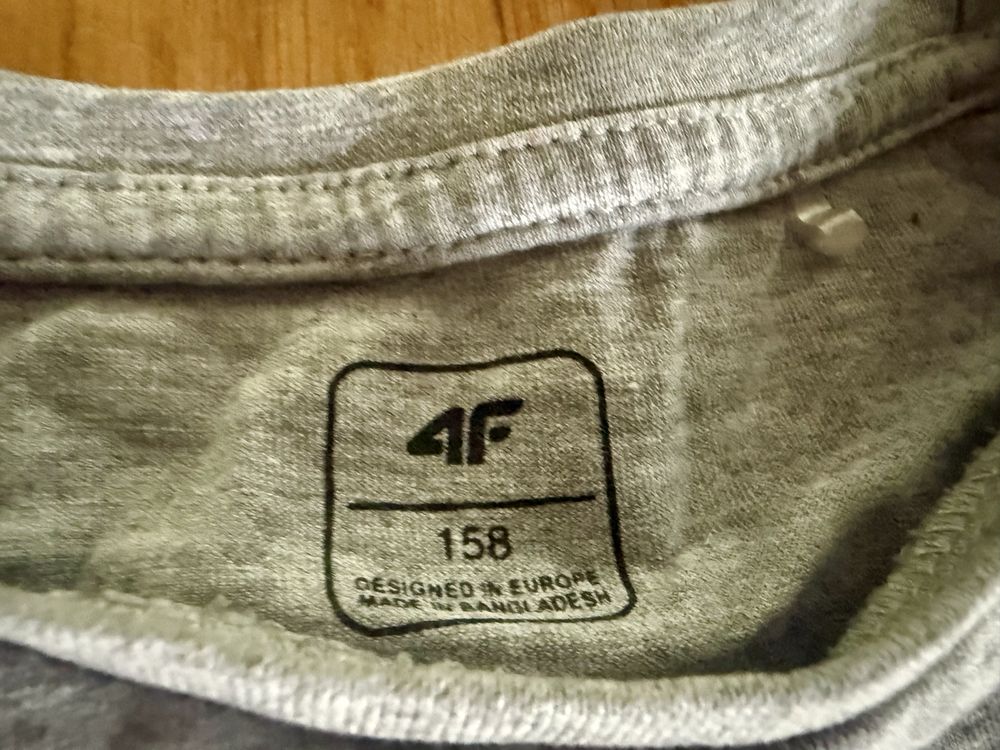 4F
158
DESIGNED IN EUROPE
MADE IN BANGLADESH